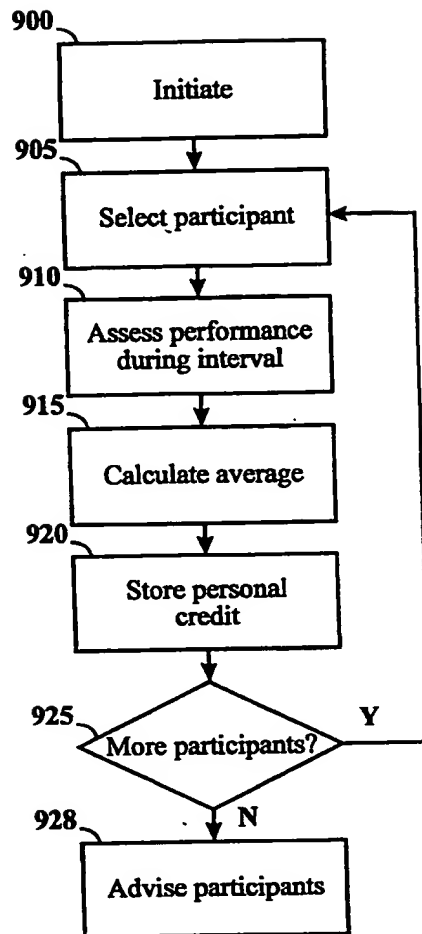 900
Initiate
905
Select participant
910
Assess performance
during interval
915
Calculate average
920
Store personal
credit
925
More participants?
Y
N
928
Advise participants